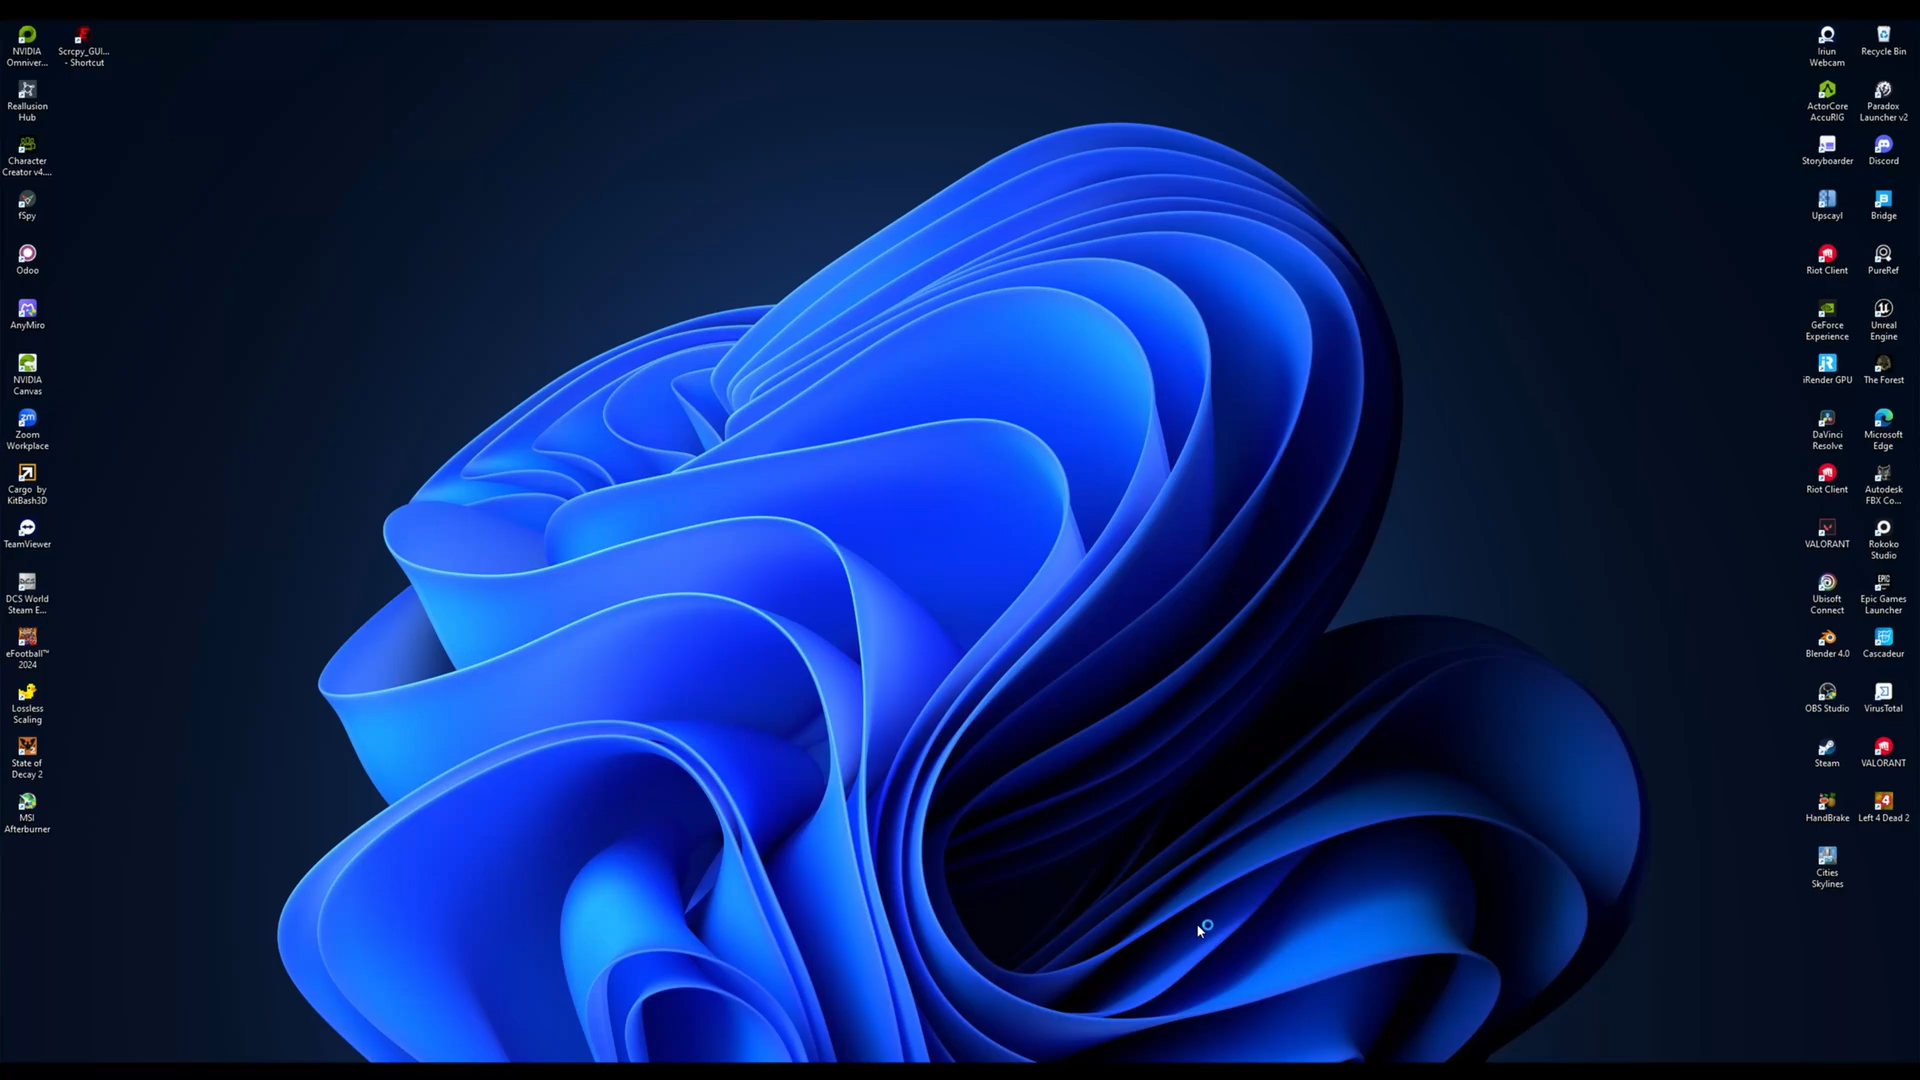 NVIDIA
Omniver...
Scrcpy_GUI...
- Shortcut
Reallusion
Hub
Character
Creator v4....
fSpy
Odoo
AnyMiro
NVIDIA
Canvas
Zoom
Workplace
Cargo by
KitBash3D
TeamViewer
DCS World
Steam E...
eFootball™
2024
Lossless
Scaling
State of
Decay 2
MSI
Afterburner
Iriun
Webcam
Recycle Bin
ActorCore
AccuRIG
Paradox
Launcher v2
Storyboarder
Discord
Upscayl
Bridge
Riot Client
PureRef
GeForce
Experience
Unreal
Engine
iRender GPU
The Forest
DaVinci
Resolve
Microsoft
Edge
Riot Client
Autodesk
FBX Co...
VALORANT
Rokoko
Studio
Ubisoft
Connect
Epic Games
Launcher
Blender 4.0
Cascadeur
OBS Studio
VirusTotal
Steam
VALORANT
HandBrake
Left 4 Dead 2
Cities
Skylines